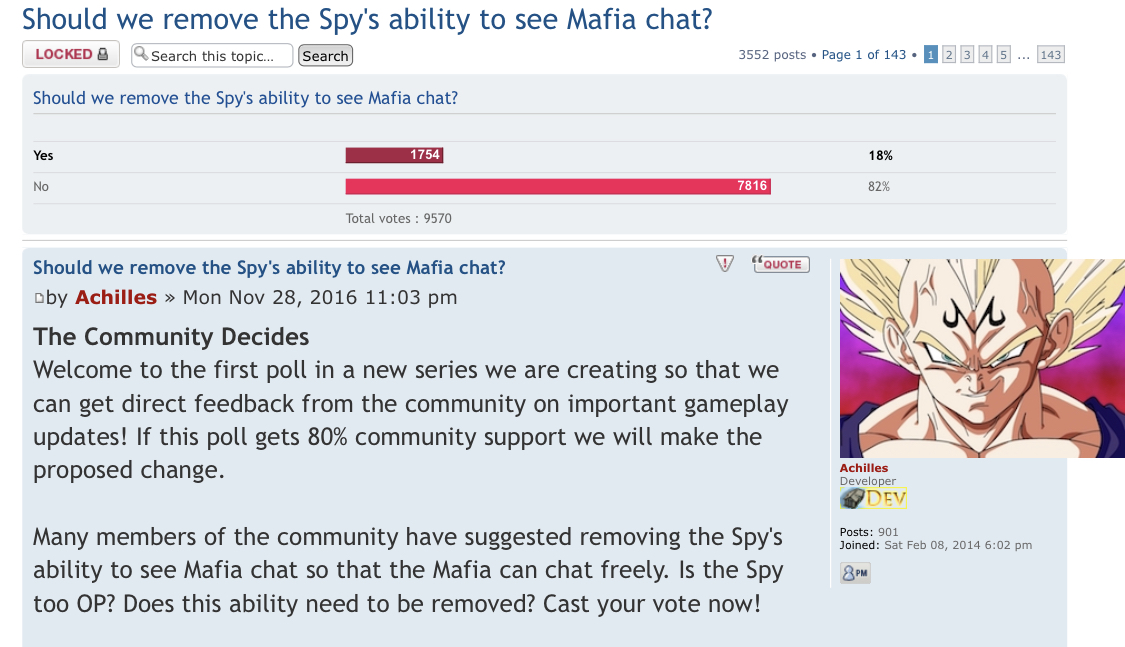 Should we remove the Spy's ability to see Mafia chat?
LOCKED Search this topic... Search 3552 posts • Page 1 of 143 • 1 2 3 4 5 ... 143
Should we remove the Spy's ability to see Mafia chat?
Yes 1754 18%
No 7816 82%
Total votes : 9570
Should we remove the Spy's ability to see Mafia chat?
“QUOTE
by Achilles » Mon Nov 28, 2016 11:03 pm
The Community Decides
Welcome to the first poll in a new series we are creating so that we
can get direct feedback from the community on important gameplay
updates! If this poll gets 80% community support we will make the
proposed change.
Many members of the community have suggested removing the Spy's
ability to see Mafia chat so that the Mafia can chat freely. Is the Spy
too OP? Does this ability need to be removed? Cast your vote now!
Achilles
Developer
DEV
Posts: 901
Joined: Sat Feb 08, 2014 6:02 pm
PM